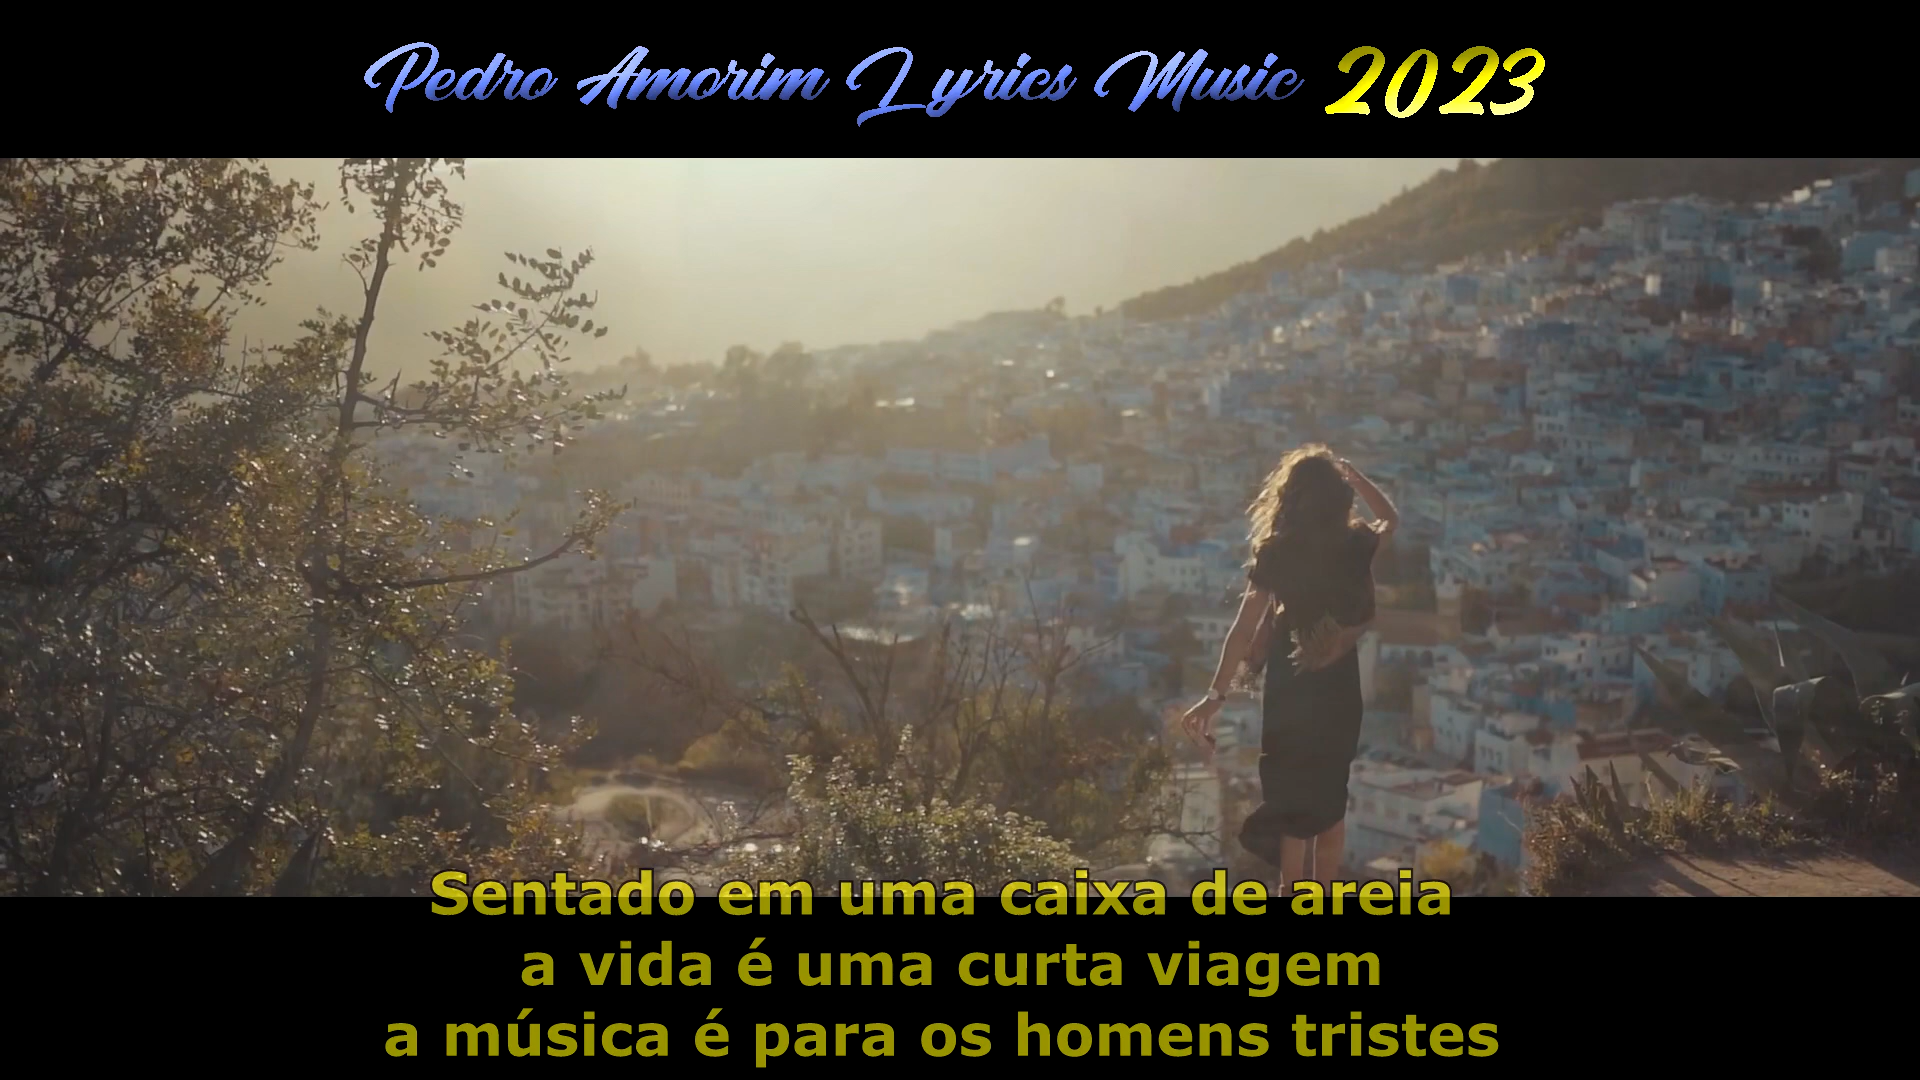 Pedro Amorim Lyrics Music 2023
Sentado em uma caixa de areia
a vida é uma curta viagem
a música é para os homens tristes